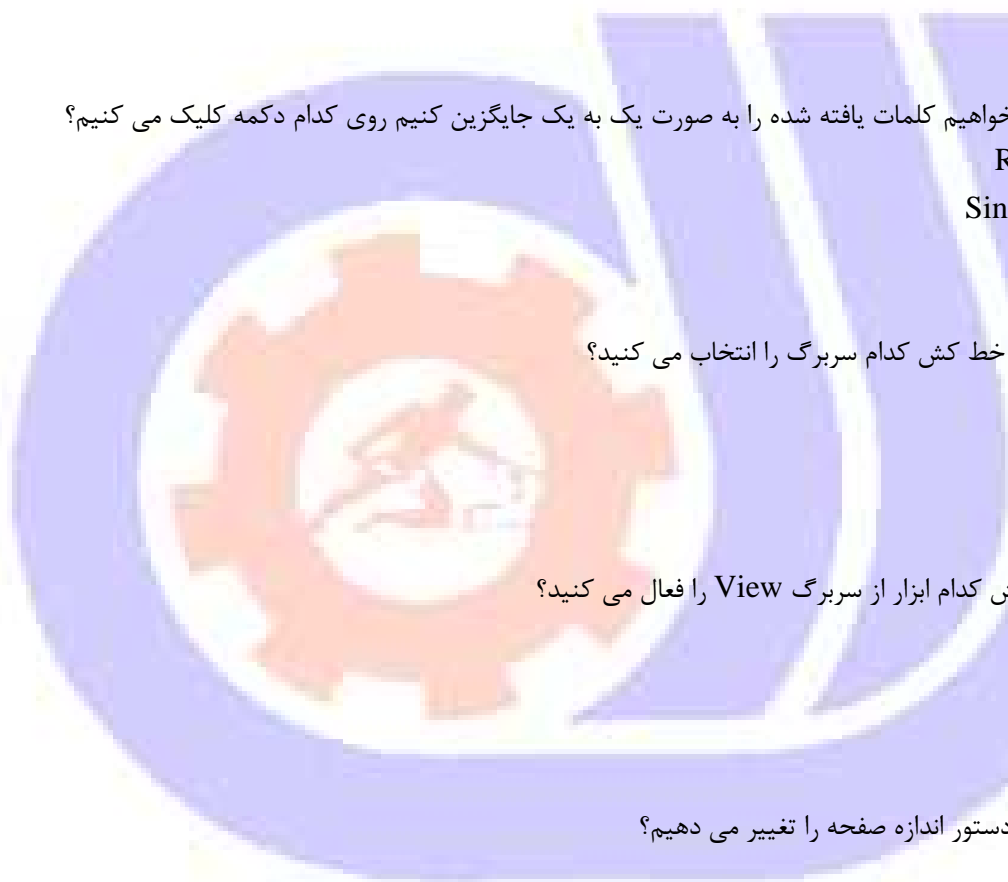 خواهیم کلمات یافته شده را به صورت یک به یک جایگزین کنیم روی کدام دکمه کلیک می کنیم؟
R
Sin
خط کش کدام سربرگ را انتخاب می کنید؟
کدام ابزار از سربرگ View را فعال می کنید؟
دستور اندازه صفحه را تغییر می دهیم؟